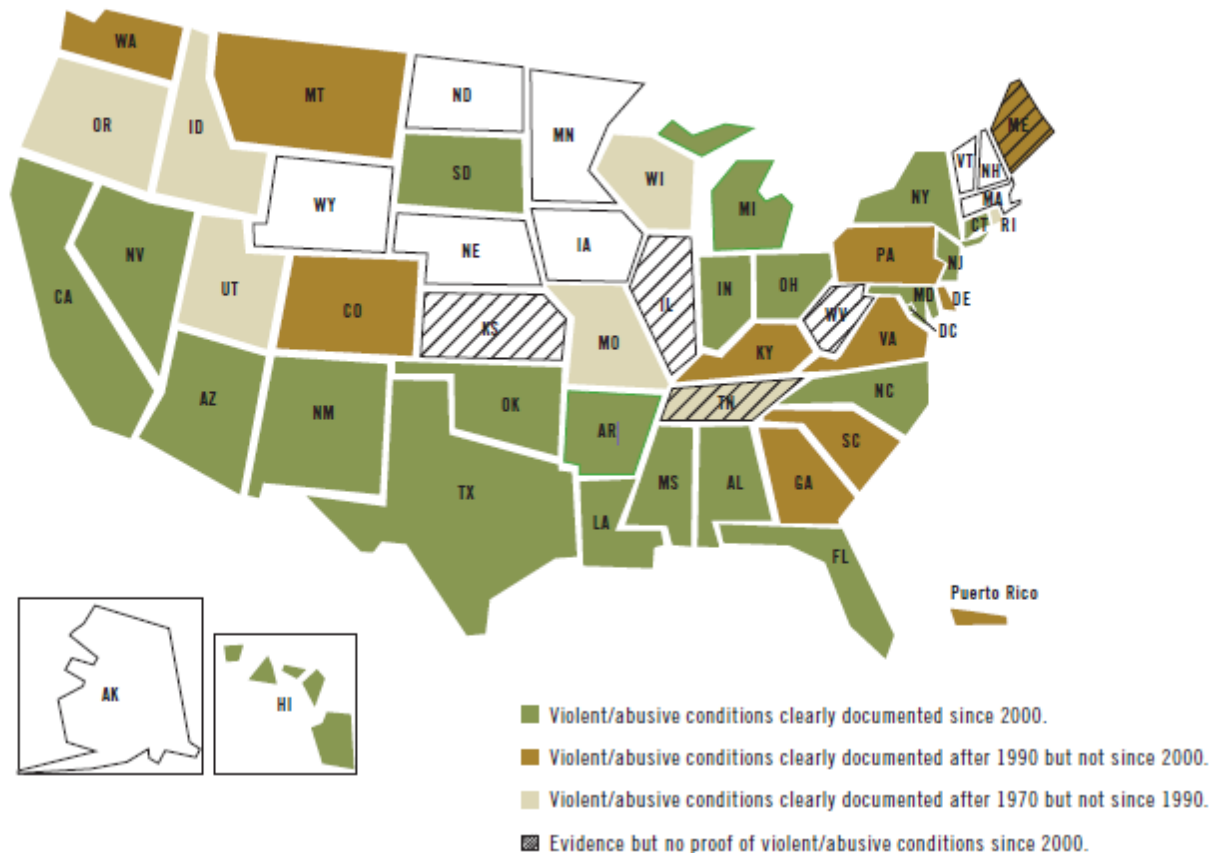 WA
MT
ND
MN
ME
OR
ID
VT
NH
SD
WI
MI
NY
MA
WY
CT
RI
NE
IA
PA
NJ
NV
CA
UT
CO
IL
IN
OH
MD
DE
WV
DC
KS
MO
KY
VA
AZ
NM
OK
AR
TN
NC
SC
TX
LA
MS
AL
GA
FL
Puerto Rico
AK
HI
Violent/abusive conditions clearly documented since 2000.
Violent/abusive conditions clearly documented after 1990 but not since 2000.
Violent/abusive conditions clearly documented after 1970 but not since 1990.
Evidence but no proof of violent/abusive conditions since 2000.